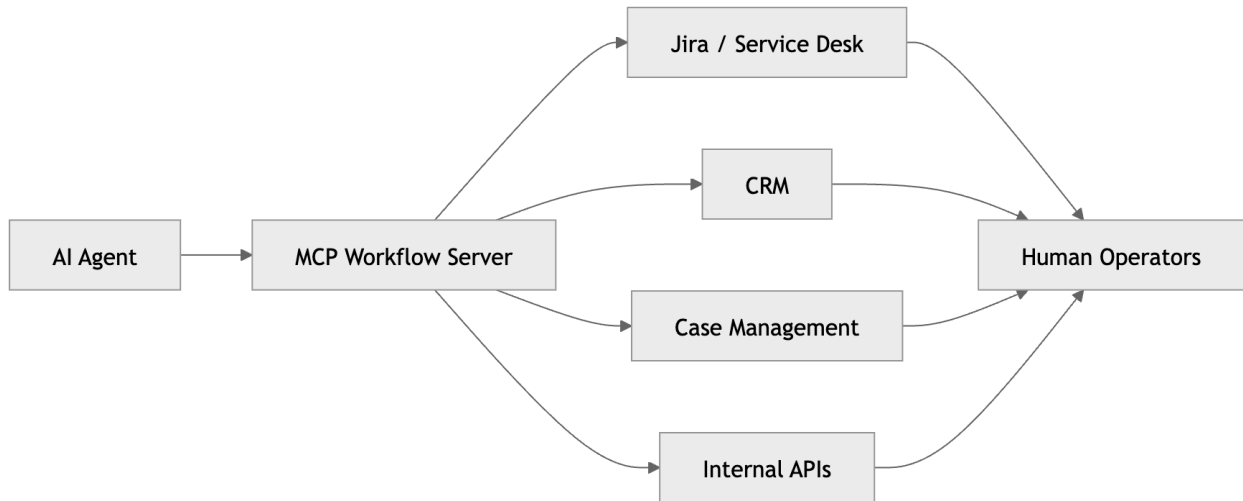 Jira / Service Desk
CRM
AI Agent
MCP Workflow Server
Human Operators
Case Management
Internal APIs